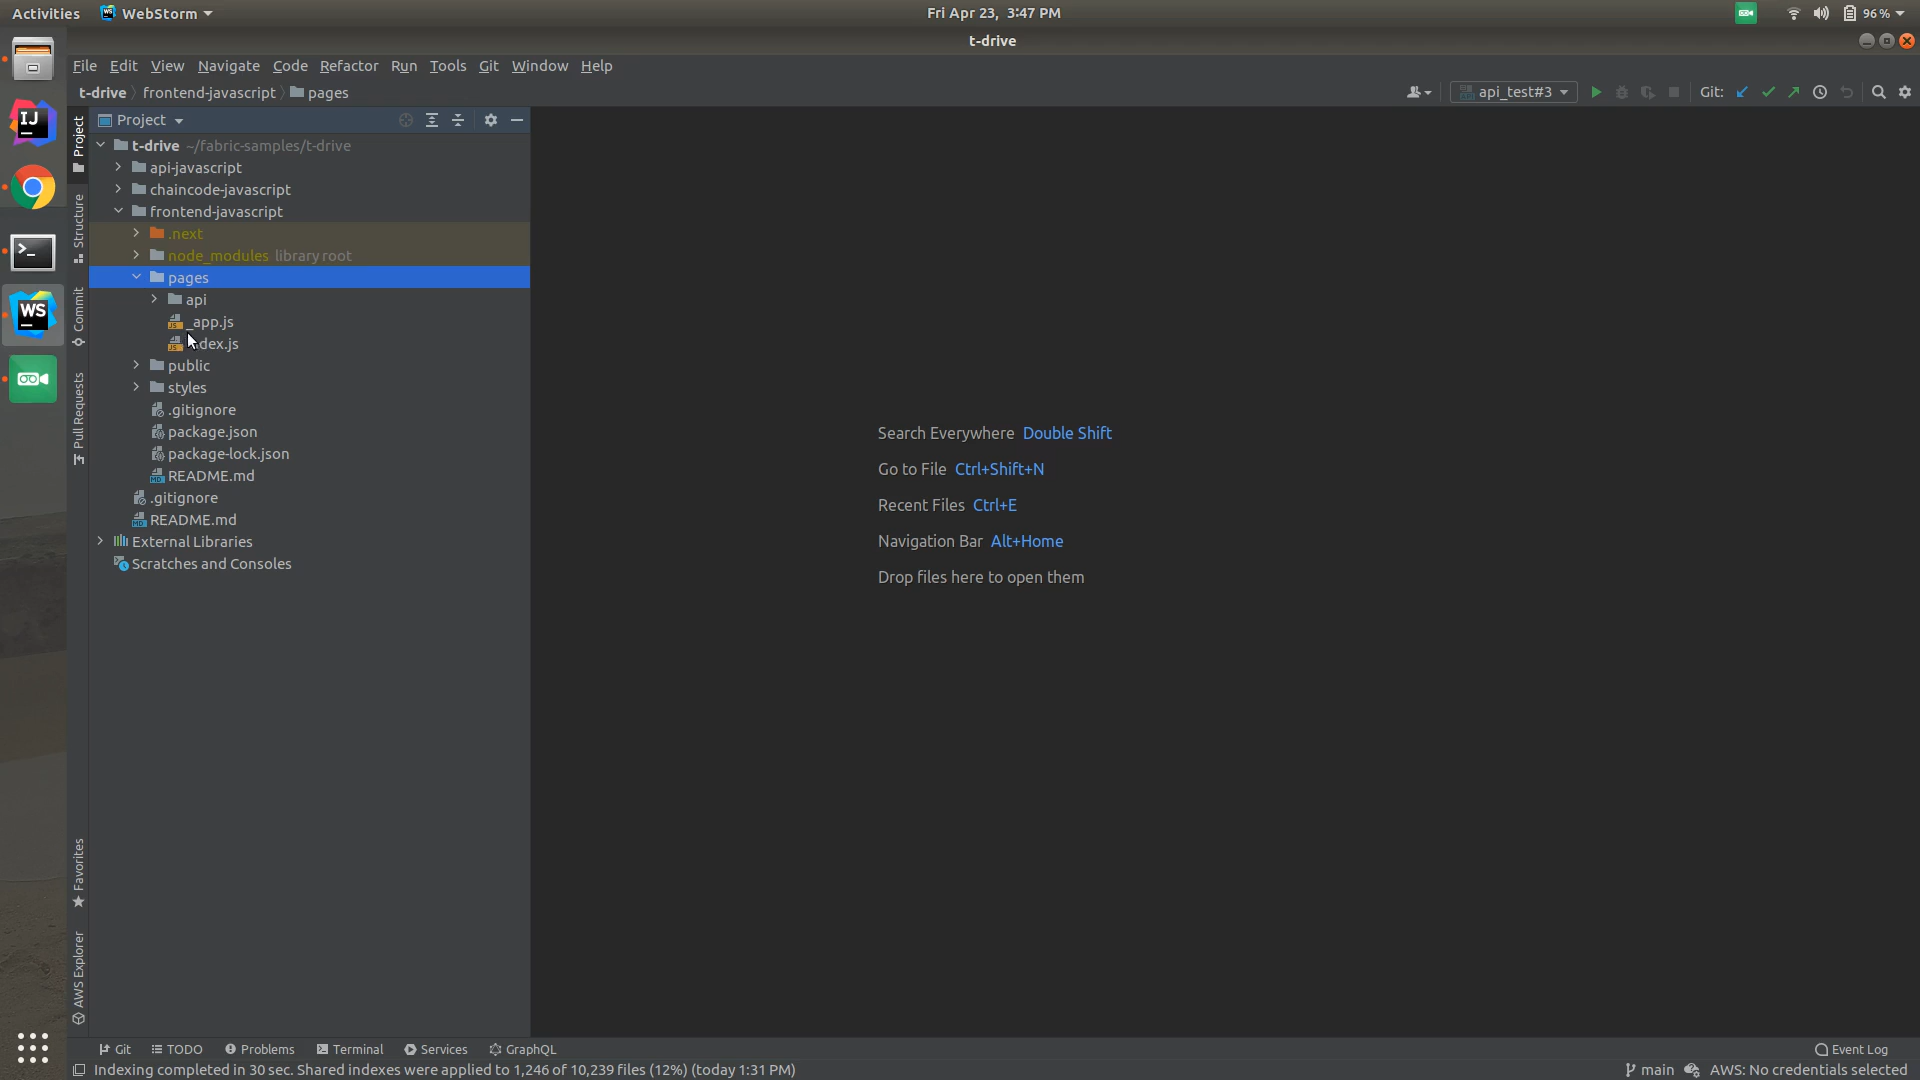 Activities WebStorm Fri Apr 23, 3:47 PM 96 %
t-drive
File Edit View Navigate Code Refactor Run Tools Git Window Help
t-drive frontend-javascript pages api_test#3 Git:
Project
t-drive ~/fabric-samples/t-drive
api-javascript
chaincode-javascript
frontend-javascript
.next
node_modules library root
pages
api
_app.js
dex.js
public
styles
.gitignore
package.json
package-lock.json
README.md
.gitignore
README.md
External Libraries
Scratches and Consoles
Project
Structure
Commit
Pull Requests
Favorites
AWS Explorer
IJ
WS
Search Everywhere Double Shift
Go to File Ctrl+Shift+N
Recent Files Ctrl+E
Navigation Bar Alt+Home
Drop files here to open them
Git TODO Problems Terminal Services GraphQL Event Log
Indexing completed in 30 sec. Shared indexes were applied to 1,246 of 10,239 files (12%) (today 1:31 PM) main AWS: No credentials selected